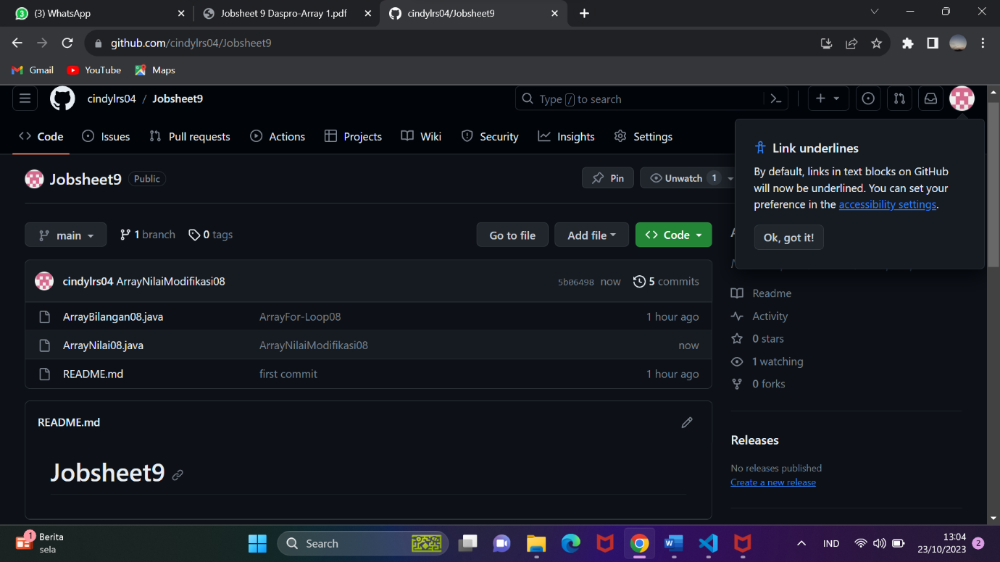 (3) WhatsApp
Jobsheet 9 Daspro-Array 1.pdf
cindylrs04/Jobsheet9
github.com/cindylrs04/Jobsheet9
Gmail
YouTube
Maps
cindylrs04 / Jobsheet9
Type / to search
Code
Issues
Pull requests
Actions
Projects
Wiki
Security
Insights
Settings
Link underlines
By default, links in text blocks on GitHub
will now be underlined. You can set your
preference in the accessibility settings.
Ok, got it!
Jobsheet9 Public
Pin
Unwatch 1
main
1 branch
0 tags
Go to file
Add file
Code
cindylrs04 ArrayNilaiModifikasi08
5b06498 now
5 commits
ArrayBilangan08.java ArrayFor-Loop08 1 hour ago
ArrayNilai08.java ArrayNilaiModifikasi08 now
README.md first commit 1 hour ago
Readme
Activity
0 stars
1 watching
0 forks
README.md
Jobsheet9
Releases
No releases published
Create a new release
1
Berita
sela
Search
IND
13:04
23/10/2023
2